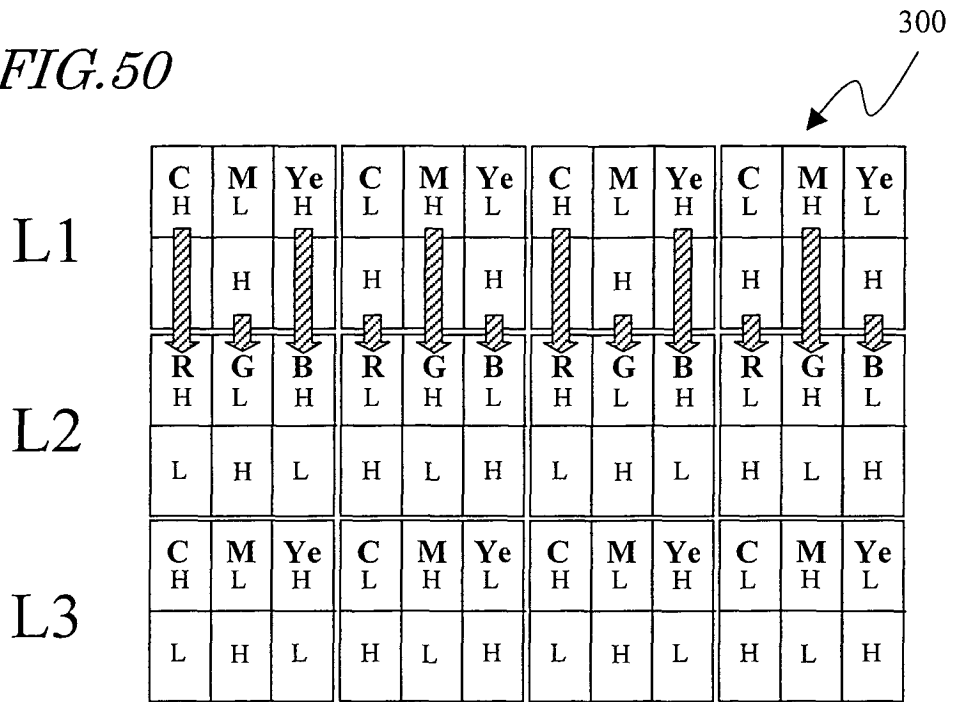 300
FIG.50
C M Ye C M Ye C M Ye C M Ye
H L H L H L H L H L H L
L1
H H H H H H
R G B R G B R G B R G B
H L H L H L H L H L H L
L2
L H L H L H L H L H L H
C M Ye C M Ye C M Ye C M Ye
H L H L H L H L H L H L
L3
L H L H L H L H L H L H